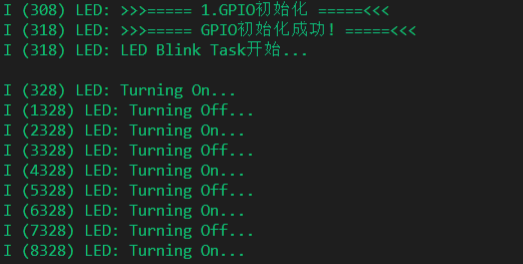 I (308) LED: >>>===== 1.GPIO初始化 =====<<<
I (318) LED: >>>===== GPIO初始化成功! =====<<<
I (318) LED: LED Blink Task开始...
I (328) LED: Turning On...
I (1328) LED: Turning Off...
I (2328) LED: Turning On...
I (3328) LED: Turning Off...
I (4328) LED: Turning On...
I (5328) LED: Turning Off...
I (6328) LED: Turning On...
I (7328) LED: Turning Off...
I (8328) LED: Turning On...